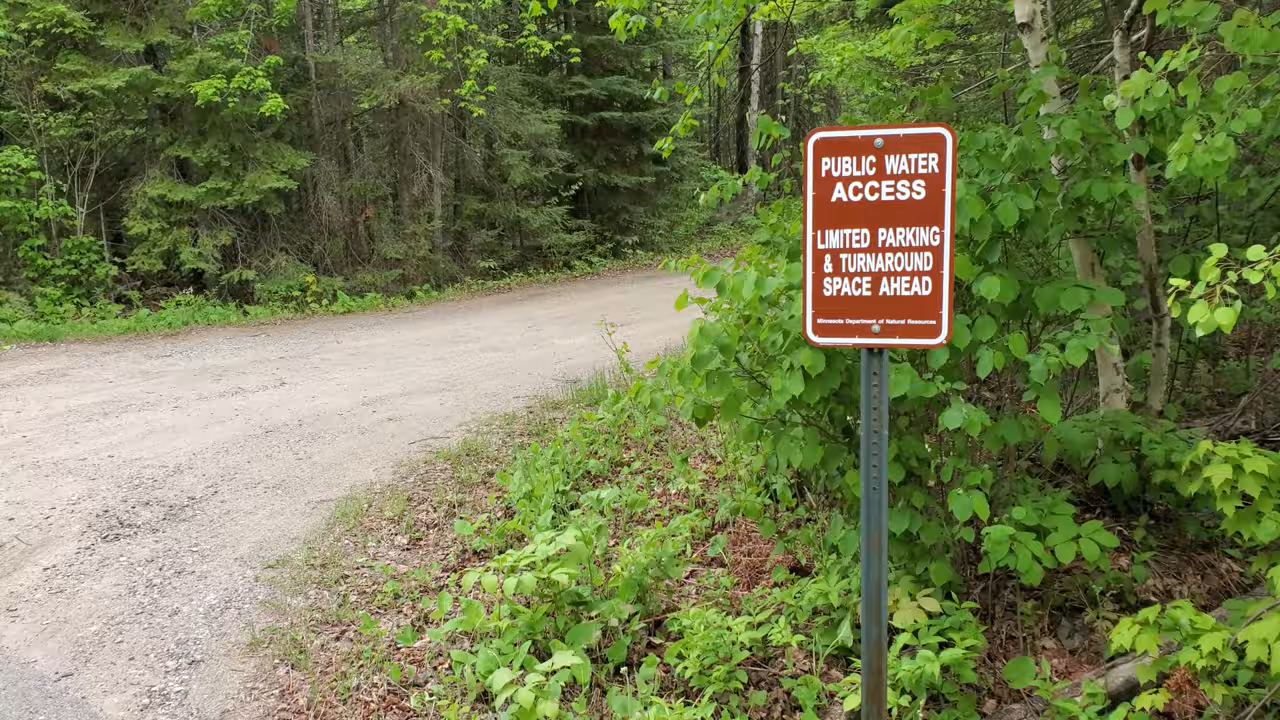 PUBLIC WATER
ACCESS
LIMITED PARKING
& TURNAROUND
SPACE AHEAD
Minnesota Department of Natural Resources